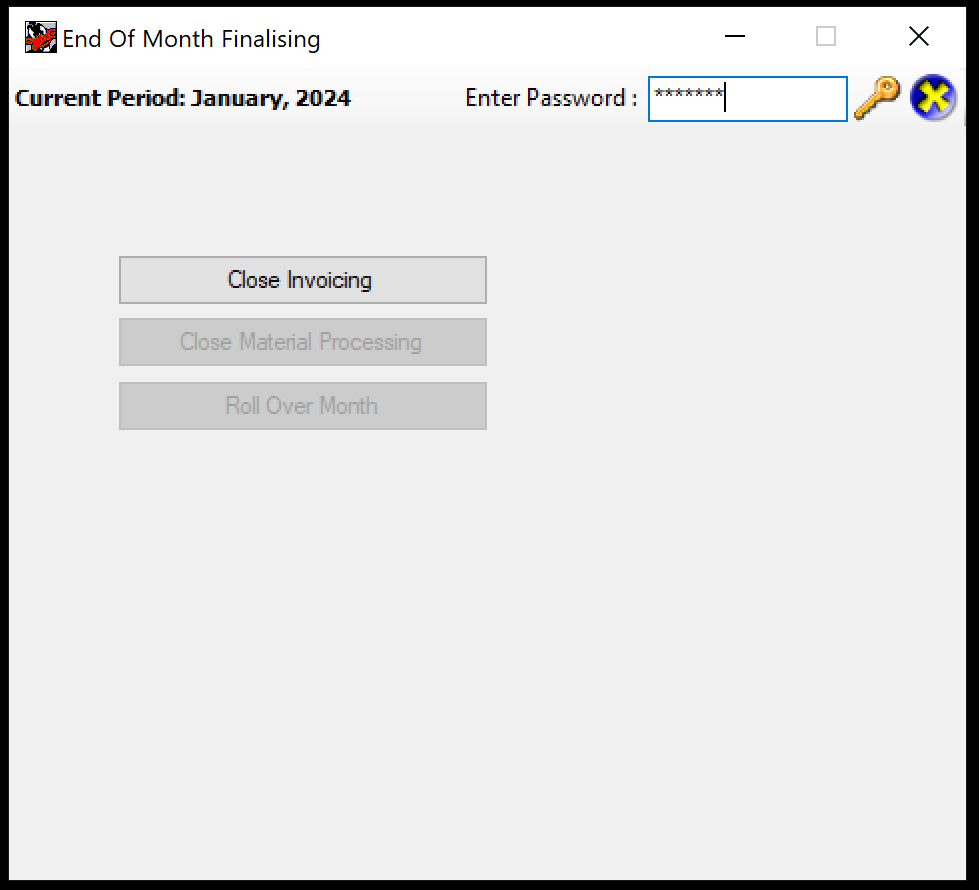 End Of Month Finalising
Current Period: January, 2024 Enter Password : *******
Close Invoicing
Close Material Processing
Roll Over Month